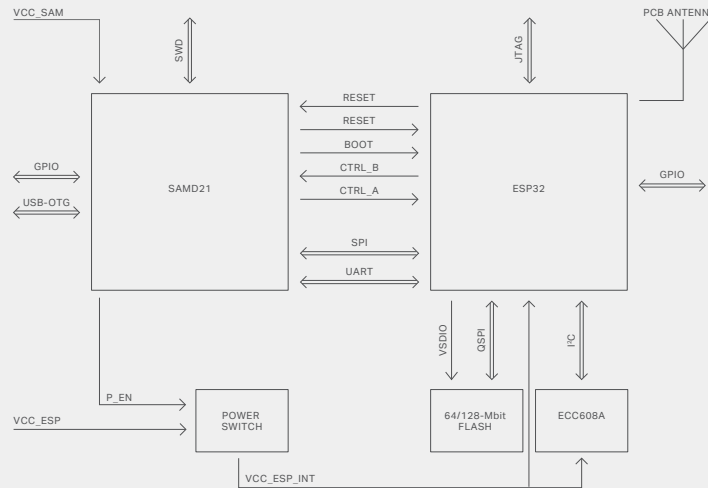 VCC_SAM
SWD
JTAG
PCB ANTENN
RESET
RESET
BOOT
CTRL_B
CTRL_A
GPIO
USB-OTG
SAMD21
ESP32
GPIO
SPI
UART
VSDIO
QSPI
I²C
P_EN
VCC_ESP
POWER
SWITCH
64/128-Mbit
FLASH
ECC608A
VCC_ESP_INT